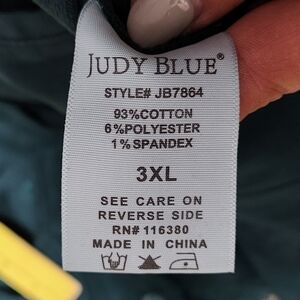 JUDY BLUE®
STYLE# JB7864
93%COTTON
6%POLYESTER
1%SPANDEX
3XL
SEE CARE ON
REVERSE SIDE
RN# 116380
MADE IN CHINA